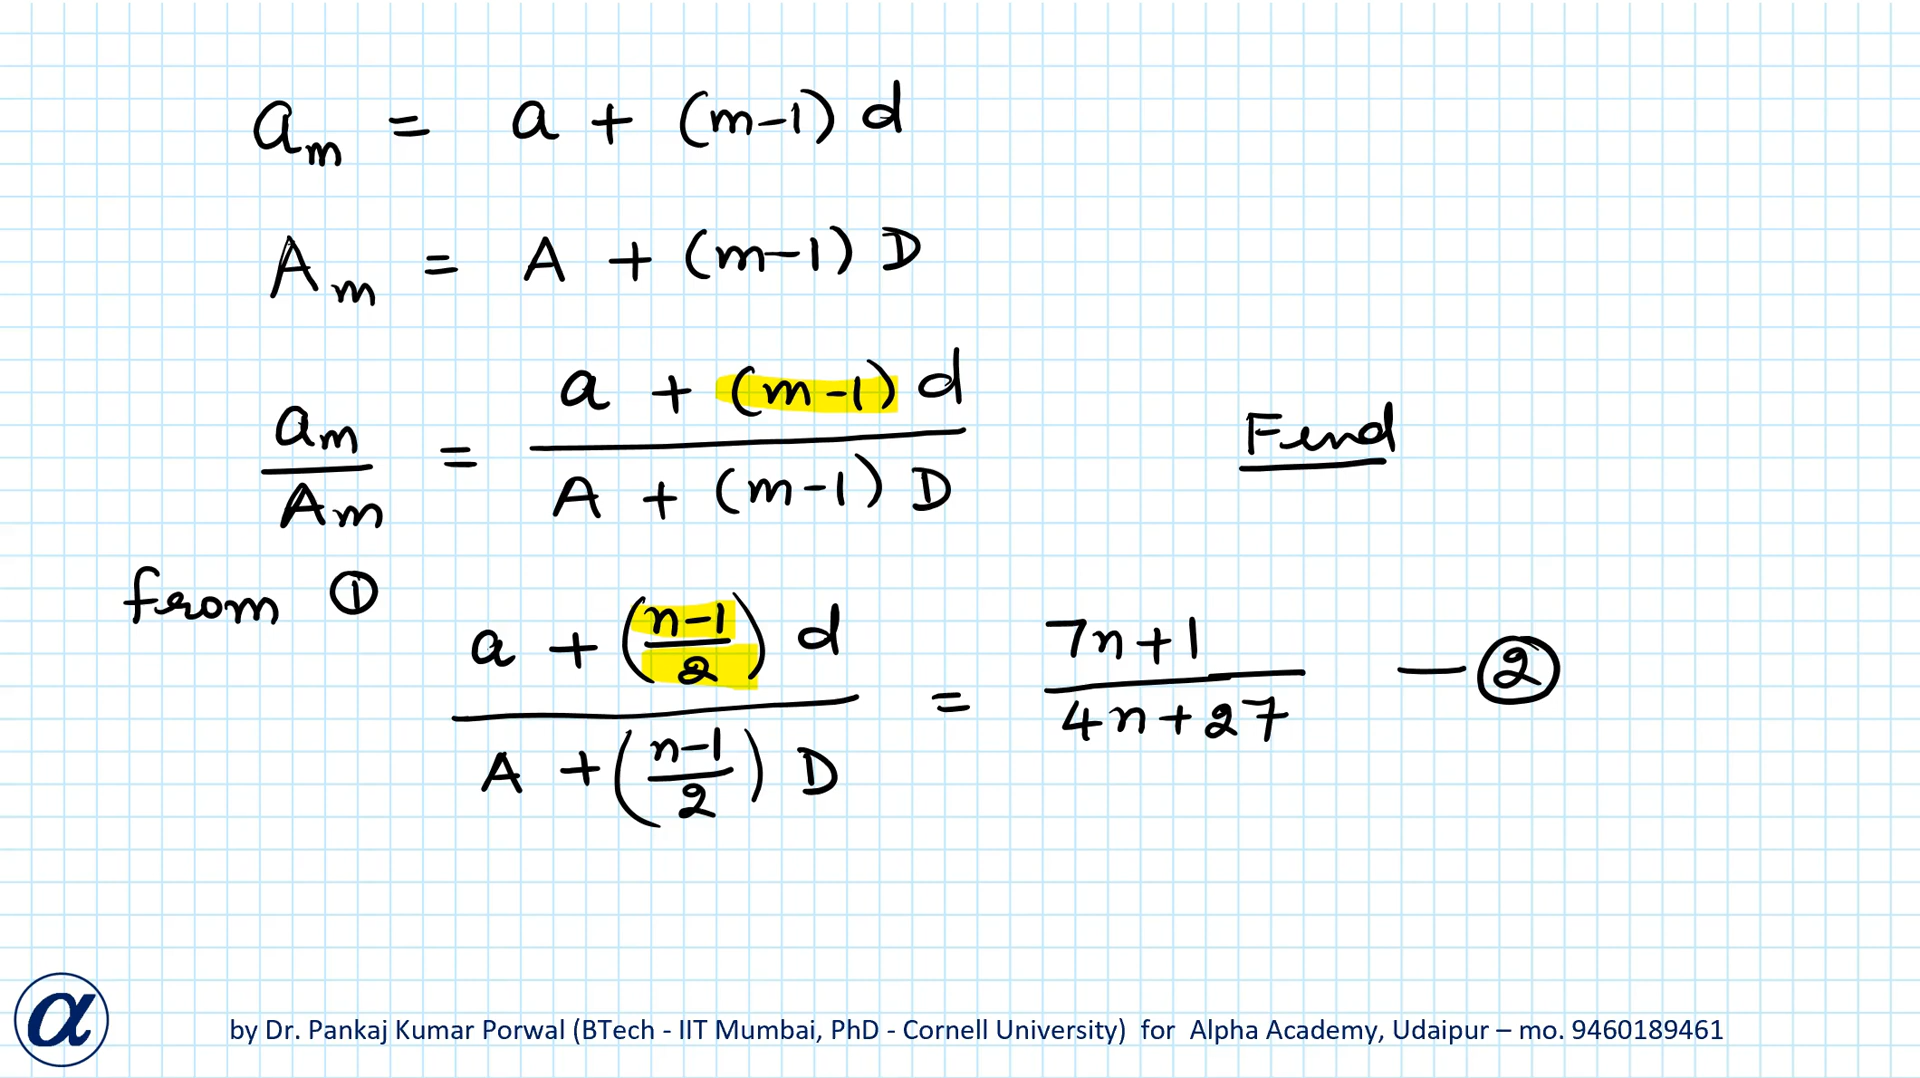 aₘ = a + (m-1) d
Aₘ = A + (m-1) D
aₘ/Aₘ = (a + (m-1) d)/(A + (m-1) D)
Find
from ①
(a + ((n-1)/2) d)/(A + ((n-1)/2) D) = (7n+1)/(4n+27) — ②
α by Dr. Pankaj Kumar Porwal (BTech - IIT Mumbai, PhD - Cornell University) for Alpha Academy, Udaipur – mo. 9460189461